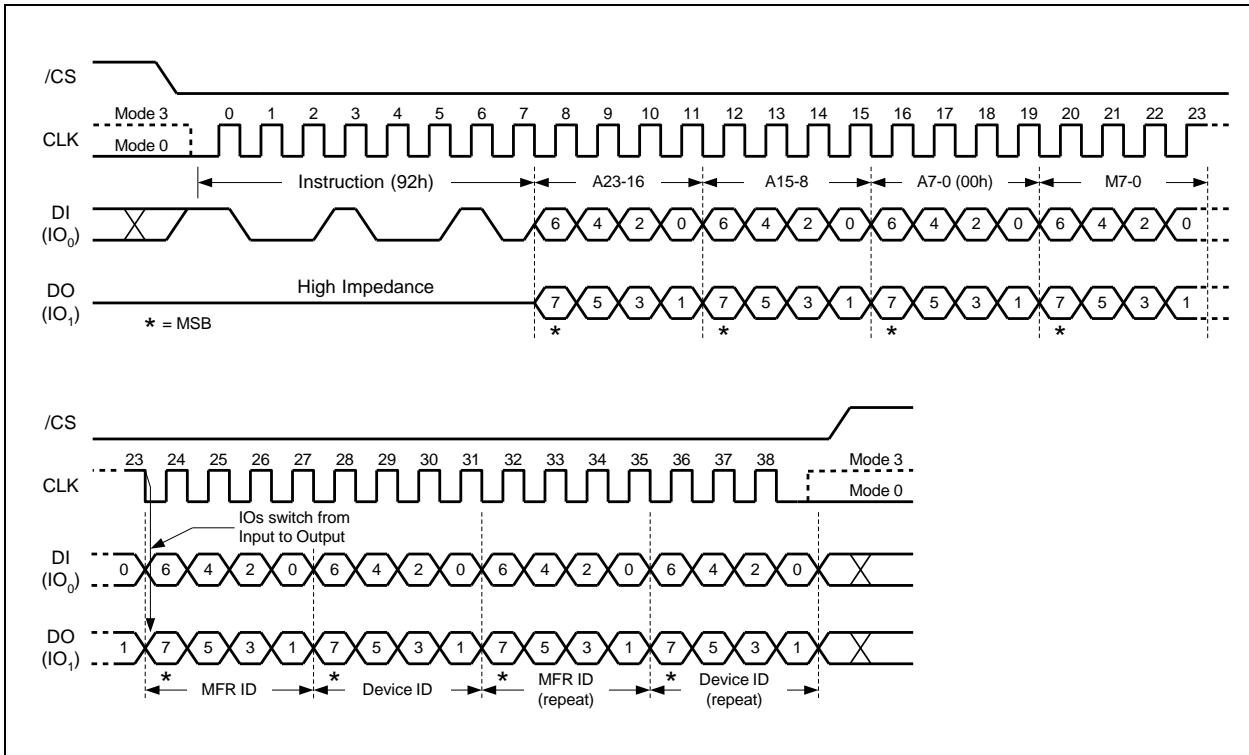 /CS
Mode 3 0 1 2 3 4 5 6 7 8 9 10 11 12 13 14 15 16 17 18 19 20 21 22 23
CLK
Mode 0
Instruction (92h) A23-16 A15-8 A7-0 (00h) M7-0
DI
(IO0) 6 4 2 0 6 4 2 0 6 4 2 0 6 4 2 0
High Impedance
DO
(IO1) 7 5 3 1 7 5 3 1 7 5 3 1 7 5 3 1
* = MSB * * * *
/CS
23 24 25 26 27 28 29 30 31 32 33 34 35 36 37 38 Mode 3
CLK
Mode 0
IOs switch from
Input to Output
DI
(IO0) 0 6 4 2 0 6 4 2 0 6 4 2 0 6 4 2 0
DO
(IO1) 1 7 5 3 1 7 5 3 1 7 5 3 1 7 5 3 1
* * * *
MFR ID Device ID MFR ID
(repeat) Device ID
(repeat)